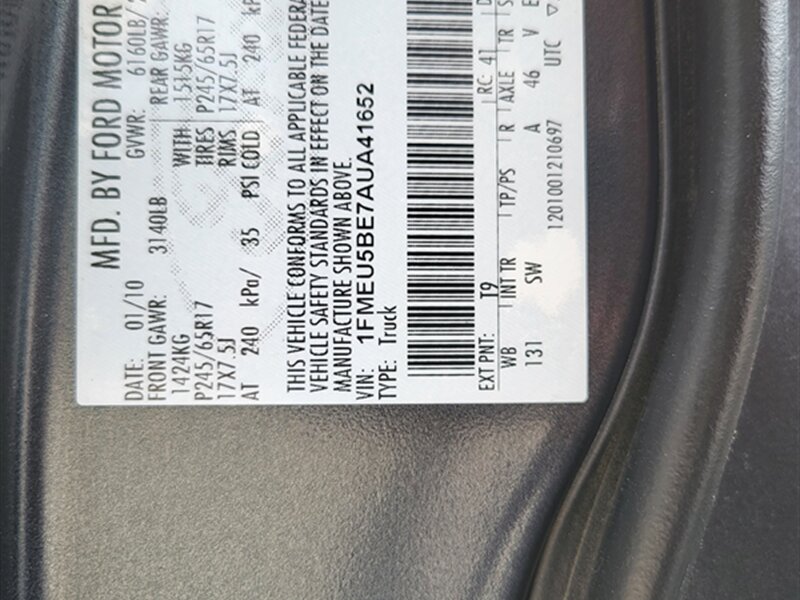 MFD. BY FORD MOTOR
DATE: 01/10 GVWR: 6160LB/
FRONT GAWR: 3140LB REAR GAWR:
1424KG WITH 1515KG
P245/65R17 TIRES P245/65R17
17X7.5J RIMS 17X7.5J
AT 240 kPa/ 35 PSI COLD AT 240
THIS VEHICLE CONFORMS TO ALL APPLICABLE FEDERA
VEHICLE SAFETY STANDARDS IN EFFECT ON THE DATE
MANUFACTURE SHOWN ABOVE.
VIN: 1FMEU5BE7AUA41652
TYPE: Truck
EXT PNT: T9 RC: 41
WB INT TR TP/PS R AXLE TR
131 SW A 46 V E
1201001210697 UTC